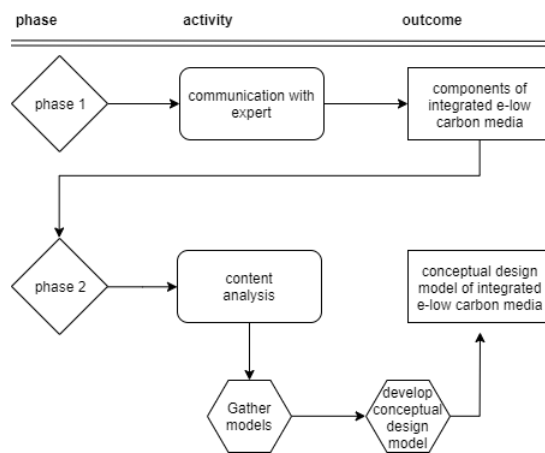 phase activity outcome
phase 1
communication with
expert
components of
integrated e-low
carbon media
phase 2
content
analysis
conceptual design
model of integrated
e-low carbon media
Gather
models
develop
conceptual
design
model